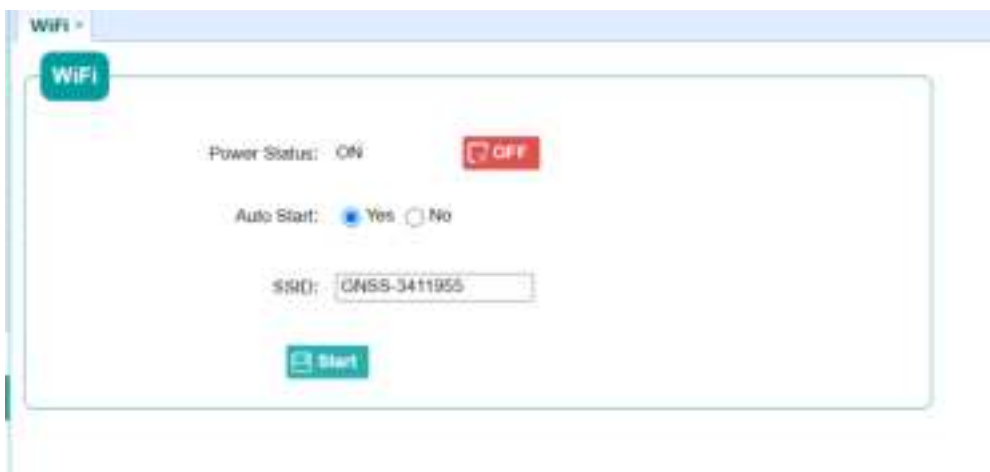 WiFi ×
WiFi
Power Status: ON OFF
Auto Start: Yes No
SSID: GNSS-3411955
Start